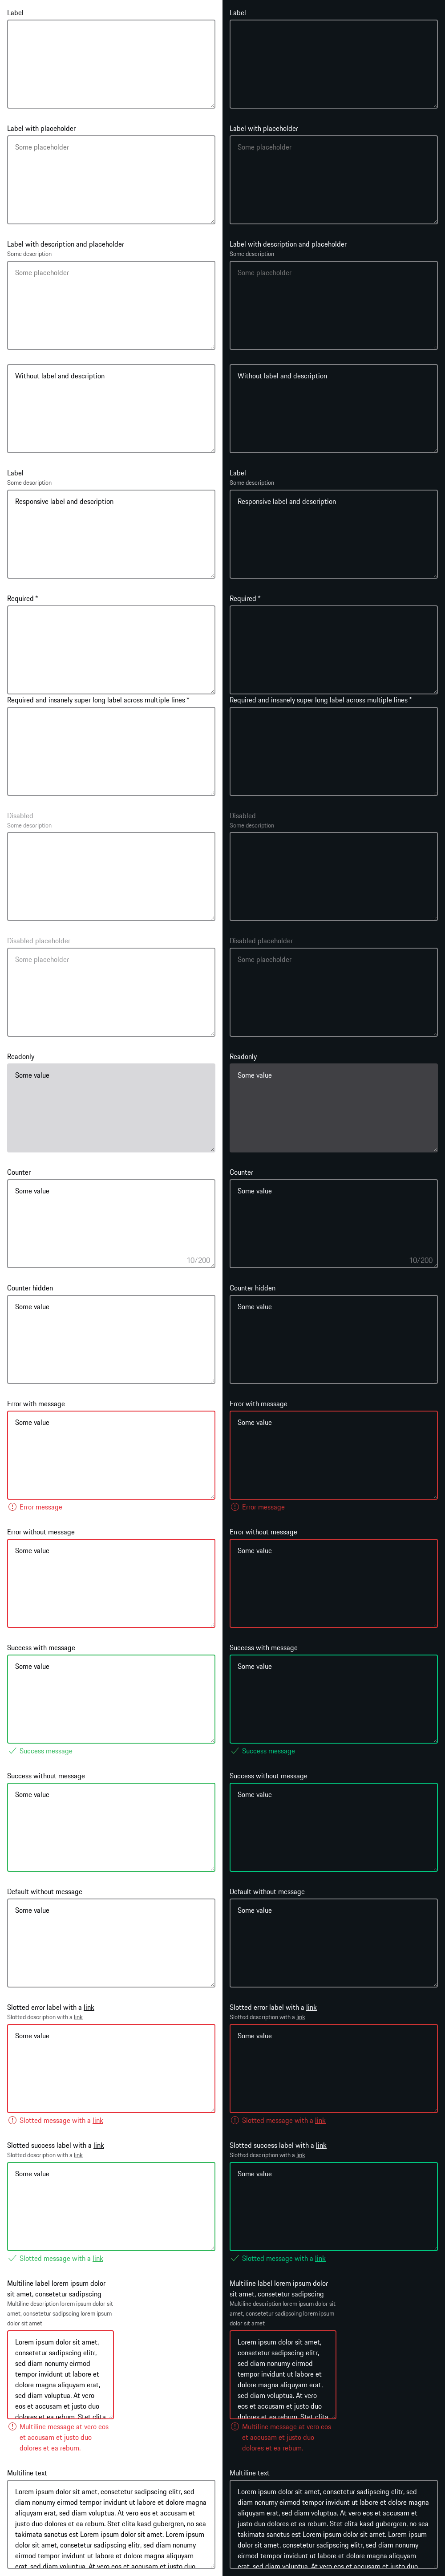 Label
Label with placeholder
Some placeholder
Label with description and placeholder
Some description
Some placeholder
Without label and description
Label
Some description
Responsive label and description
Required *
Required and insanely super long label across multiple lines *
Disabled
Some description
Disabled placeholder
Some placeholder
Readonly
Some value
Counter
Some value
10/200
Counter hidden
Some value
Error with message
Some value
Error message
Error without message
Some value
Success with message
Some value
Success message
Success without message
Some value
Default without message
Some value
Slotted error label with a link
Slotted description with a link
Some value
Slotted message with a link
Slotted success label with a link
Slotted description with a link
Some value
Slotted message with a link
Multiline label lorem ipsum dolor
sit amet, consetetur sadipscing
Multiline description lorem ipsum dolor sit
amet, consetetur sadipscing lorem ipsum
dolor sit amet
Lorem ipsum dolor sit amet,
consetetur sadipscing elitr,
sed diam nonumy eirmod
tempor invidunt ut labore et
dolore magna aliquyam erat,
sed diam voluptua. At vero
eos et accusam et justo duo
dolores et ea rebum. Stet clita
Multiline message at vero eos
et accusam et justo duo
dolores et ea rebum.
Multiline text
Lorem ipsum dolor sit amet, consetetur sadipscing elitr, sed
diam nonumy eirmod tempor invidunt ut labore et dolore magna
aliquyam erat, sed diam voluptua. At vero eos et accusam et
justo duo dolores et ea rebum. Stet clita kasd gubergren, no sea
takimata sanctus est Lorem ipsum dolor sit amet. Lorem ipsum
dolor sit amet, consetetur sadipscing elitr, sed diam nonumy
eirmod tempor invidunt ut labore et dolore magna aliquyam
erat, sed diam voluptua. At vero eos et accusam et justo duo
Label
Label with placeholder
Some placeholder
Label with description and placeholder
Some description
Some placeholder
Without label and description
Label
Some description
Responsive label and description
Required *
Required and insanely super long label across multiple lines *
Disabled
Some description
Disabled placeholder
Some placeholder
Readonly
Some value
Counter
Some value
10/200
Counter hidden
Some value
Error with message
Some value
Error message
Error without message
Some value
Success with message
Some value
Success message
Success without message
Some value
Default without message
Some value
Slotted error label with a link
Slotted description with a link
Some value
Slotted message with a link
Slotted success label with a link
Slotted description with a link
Some value
Slotted message with a link
Multiline label lorem ipsum dolor
sit amet, consetetur sadipscing
Multiline description lorem ipsum dolor sit
amet, consetetur sadipscing lorem ipsum
dolor sit amet
Lorem ipsum dolor sit amet,
consetetur sadipscing elitr,
sed diam nonumy eirmod
tempor invidunt ut labore et
dolore magna aliquyam erat,
sed diam voluptua. At vero
eos et accusam et justo duo
dolores et ea rebum. Stet clita
Multiline message at vero eos
et accusam et justo duo
dolores et ea rebum.
Multiline text
Lorem ipsum dolor sit amet, consetetur sadipscing elitr, sed
diam nonumy eirmod tempor invidunt ut labore et dolore magna
aliquyam erat, sed diam voluptua. At vero eos et accusam et
justo duo dolores et ea rebum. Stet clita kasd gubergren, no sea
takimata sanctus est Lorem ipsum dolor sit amet. Lorem ipsum
dolor sit amet, consetetur sadipscing elitr, sed diam nonumy
eirmod tempor invidunt ut labore et dolore magna aliquyam
erat, sed diam voluptua. At vero eos et accusam et justo duo